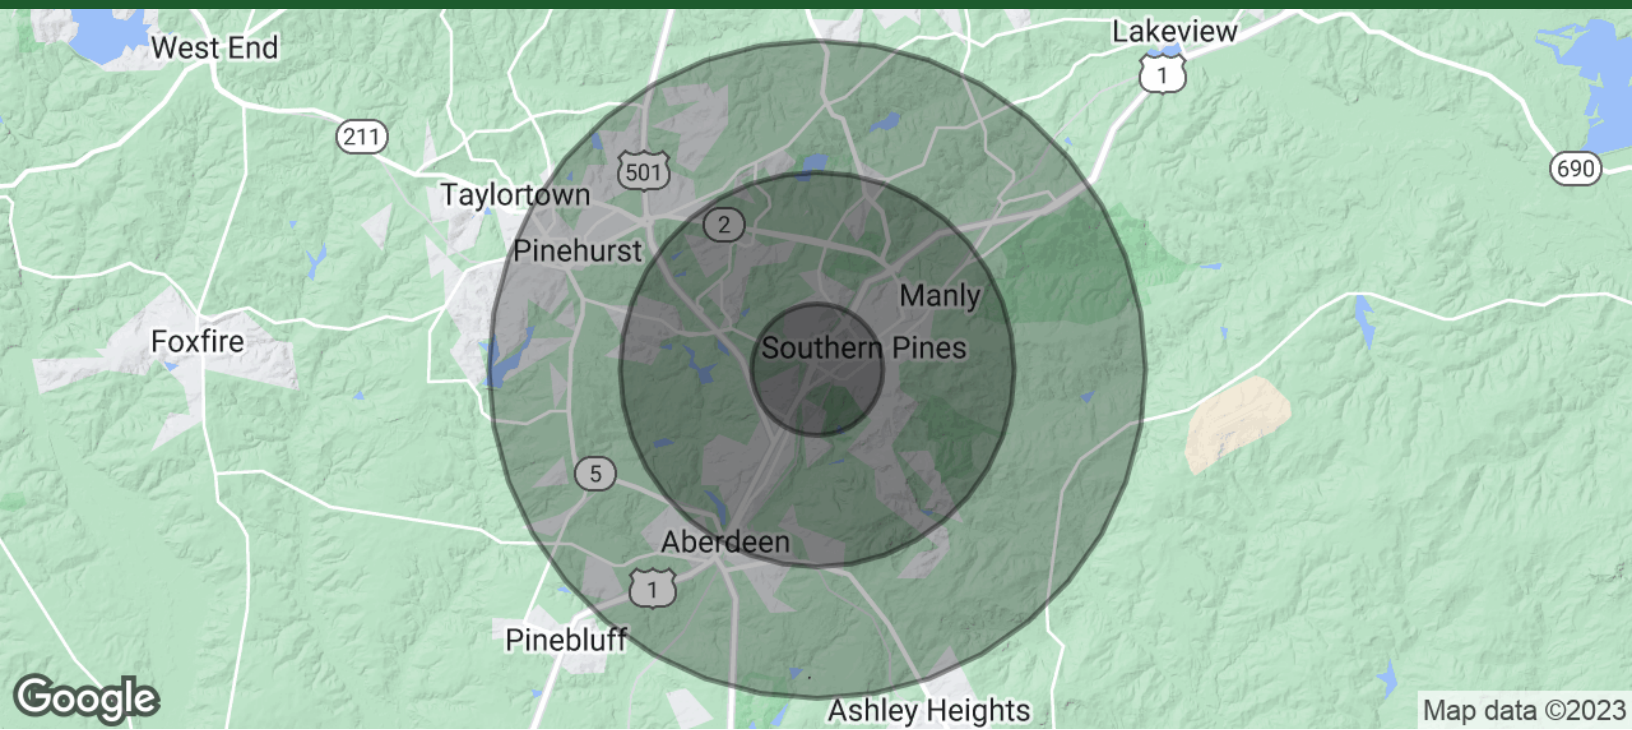 Lakeview
West End
1
211
690
501
Taylortown
2
Pinehurst
Manly
Foxfire
Southern Pines
5
Aberdeen
1
Pinebluff
Google
Ashley Heights
Map data ©2023